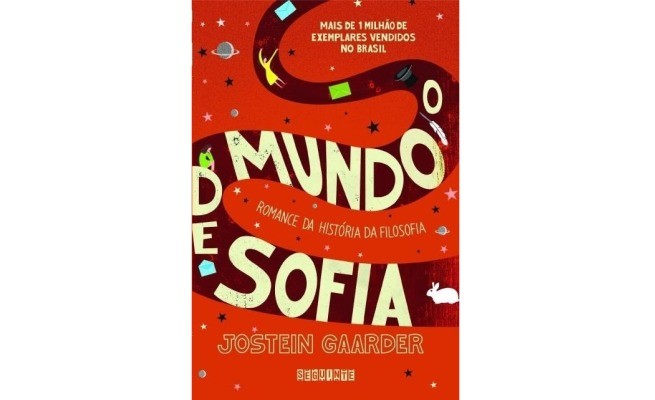 MAIS DE 1 MILHÃO DE
EXEMPLARES VENDIDOS
NO BRASIL
O
MUNDO
DE
ROMANCE DA HISTÓRIA DA FILOSOFIA
SOFIA
JOSTEIN GAARDER
SEGUINTE